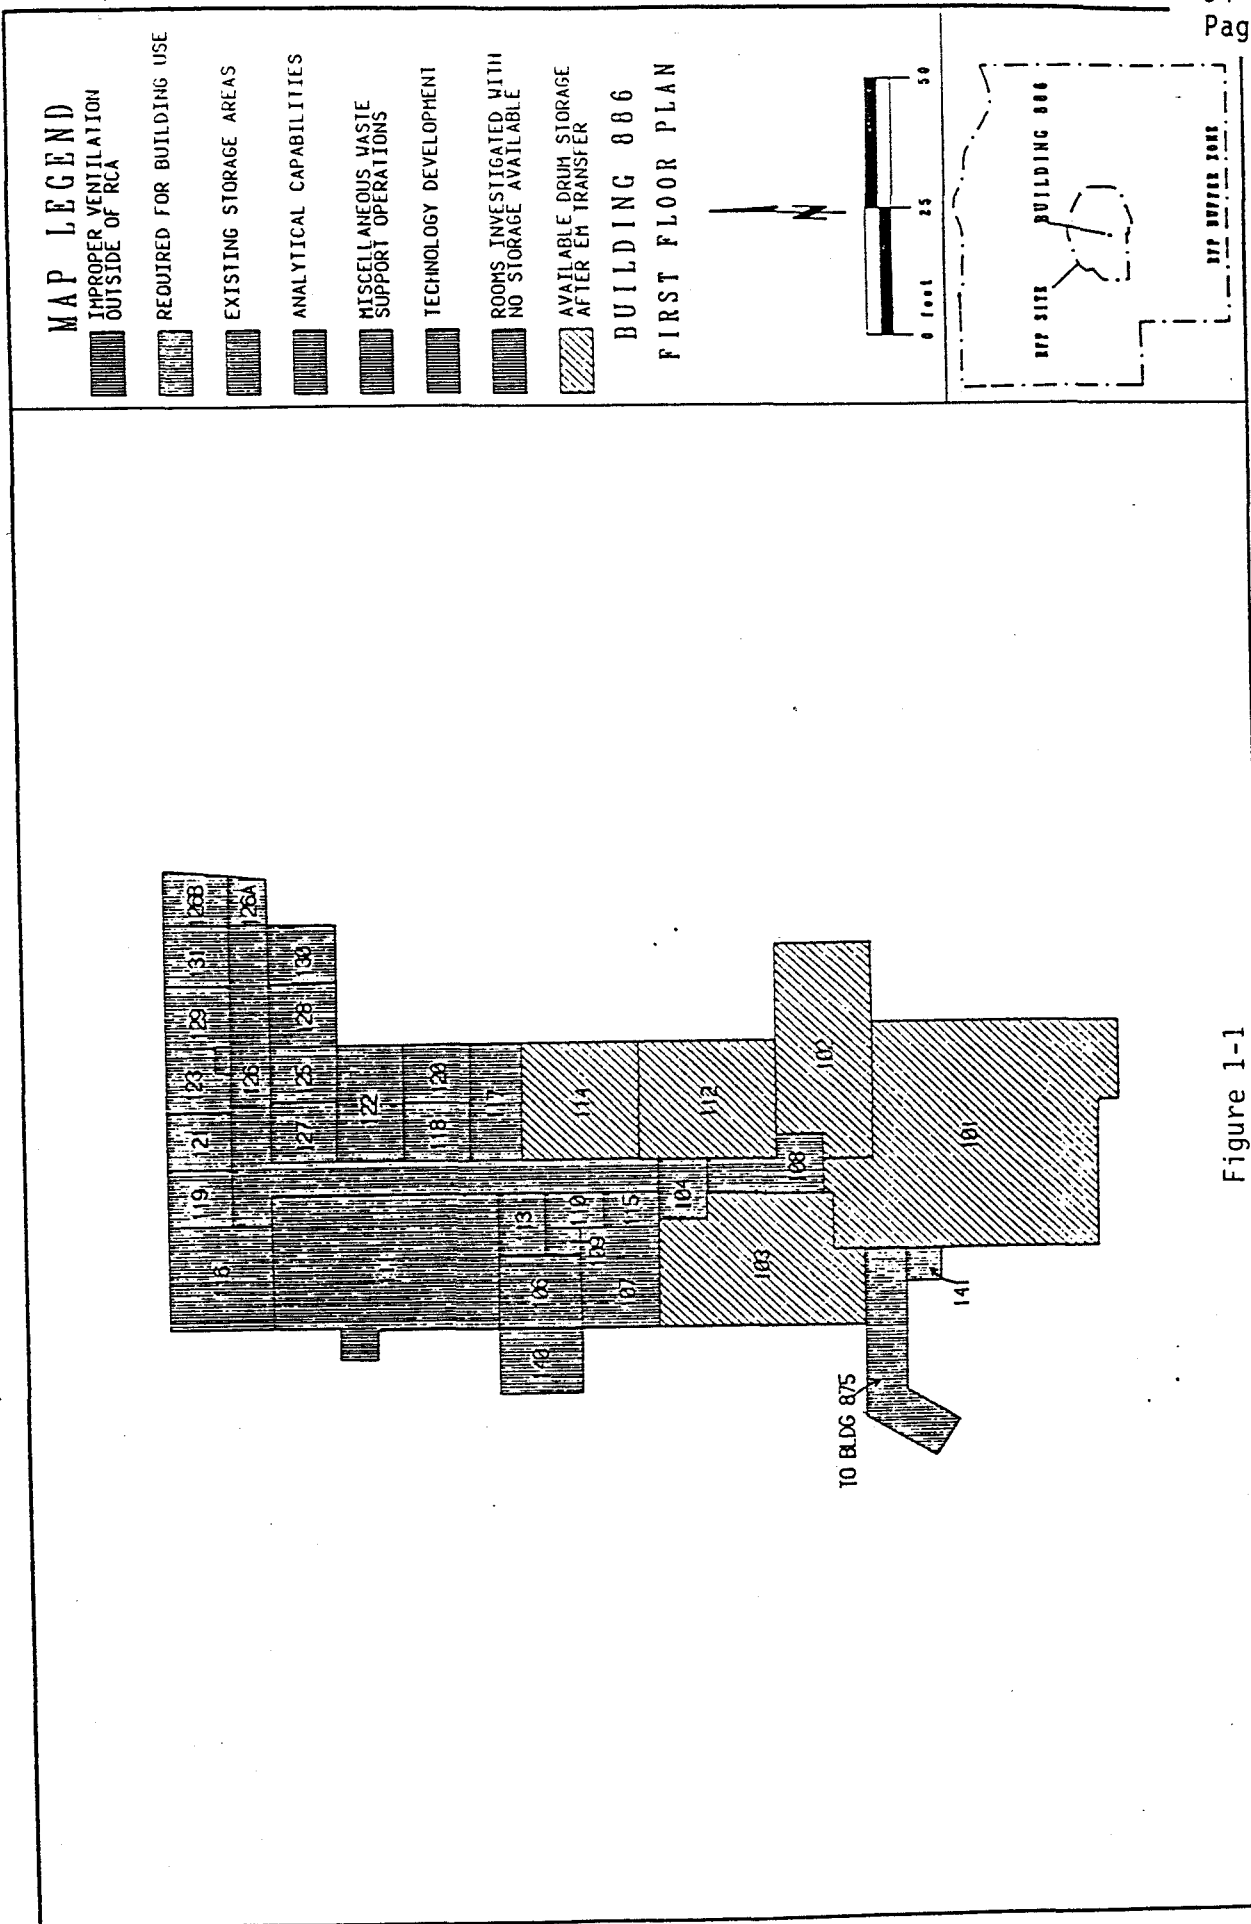 Pag
MAP LEGEND
IMPROPER VENTILATION
OUTSIDE OF RCA
REQUIRED FOR BUILDING USE
EXISTING STORAGE AREAS
ANALYTICAL CAPABILITIES
MISCELLANEOUS WASTE
SUPPORT OPERATIONS
TECHNOLOGY DEVELOPMENT
ROOMS INVESTIGATED WITH
NO STORAGE AVAILABLE
AVAILABLE DRUM STORAGE
AFTER EM TRANSFER
BUILDING 886
FIRST FLOOR PLAN
N
0 feet
25
50
RFP SITE
BUILDING 886
RFP BUFFER ZONE
119
121
123
129
131
126B
126
126A
127
125
128
130
122
118
120
117
114
112
13
110
106
109
115
107
140
104
103
108
102
101
141
TO BLDG 875
Figure 1-1